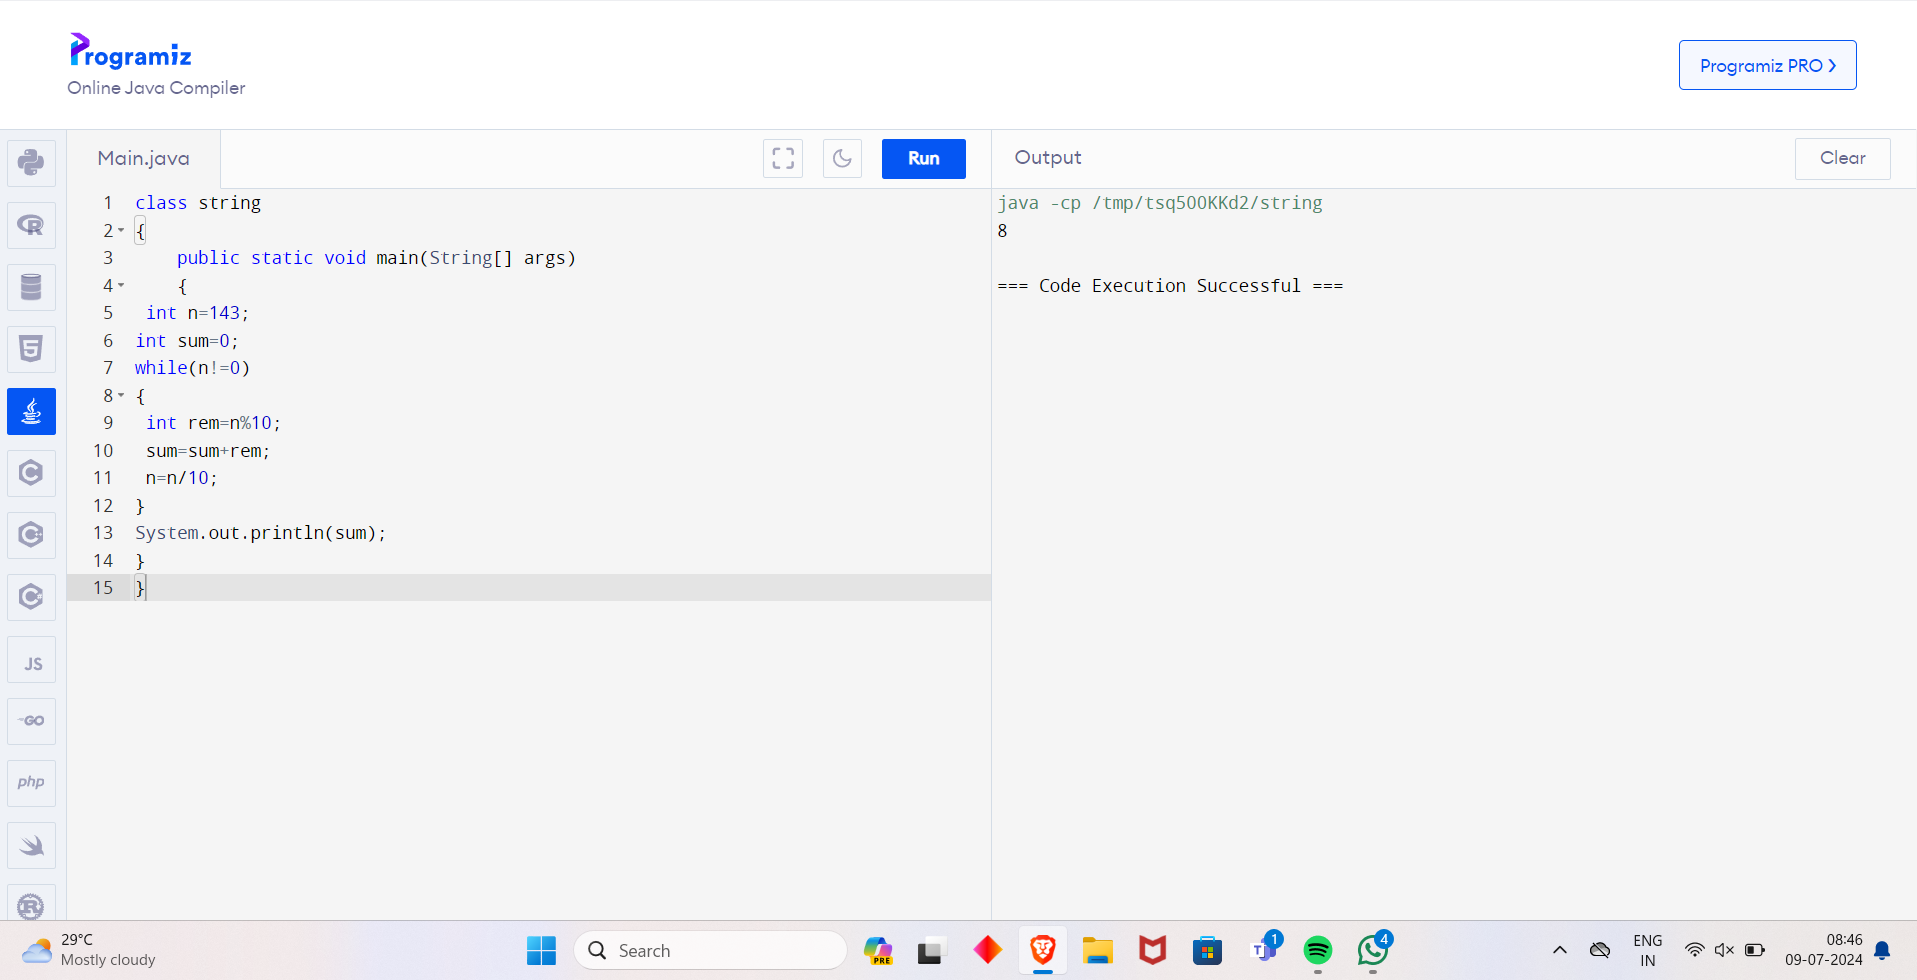 Programiz
Online Java Compiler
Programiz PRO ›
Main.java
Run
Output
Clear
1 class string
2 {
3     public static void main(String[] args)
4     {
5  int n=143;
6 int sum=0;
7 while(n!=0)
8 {
9  int rem=n%10;
10  sum=sum+rem;
11  n=n/10;
12 }
13 System.out.println(sum);
14 }
15 }
java -cp /tmp/tsq5OOKKd2/string
8
=== Code Execution Successful ===
JS
GO
php
29°C
Mostly cloudy
Search
PRE
1
4
ENG
IN
08:46
09-07-2024